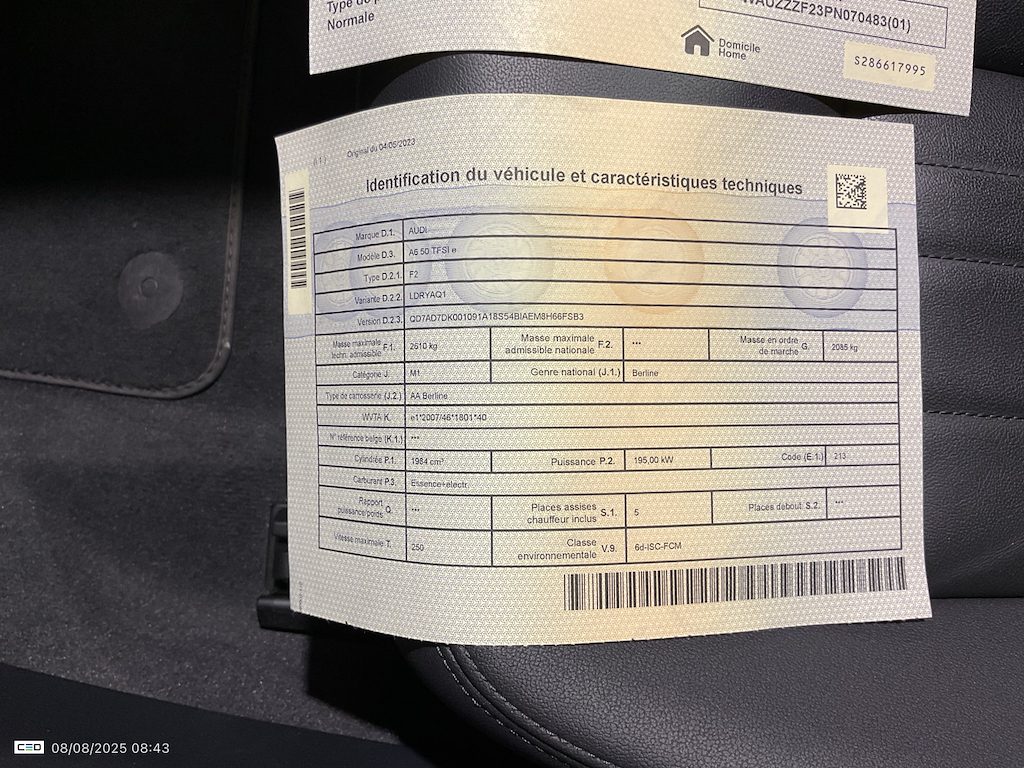 Normale
WAUZZZF23PN070483(01)
Domicile
Home
S286617995
Original du 04/05/2023
Identification du véhicule et caractéristiques techniques
Marque D.1. AUDI
Modèle D.3. A6 50 TFSI e
Type D.2.1. F2
Variante D.2.2. LDRYAQ1
Version D.2.3. QD7AD7DK001091A18S54BIAEM8H66FSB3
Masse maximale techn. admissible F.1. 2610 kg Masse maximale admissible nationale F.2. *** Masse en ordre de marche G. 2085 kg
Catégorie J. M1 Genre national (J.1.) Berline
Type de carrosserie (J.2.) AA Berline
WVTA K. e1*2007/46*1801*40
N° référence belge (K.1.) ***
Cylindrée P.1. 1984 cm³ Puissance P.2. 195,00 kW Code (E.1.) 213
Carburant P.3. Essence+électr.
Rapport puissance/poids Q. *** Places assises chauffeur inclus S.1. 5 Places debout S.2. ***
Vitesse maximale T. 250 Classe environnementale V.9. 6d-ISC-FCM
CEO 08/08/2025 08:43